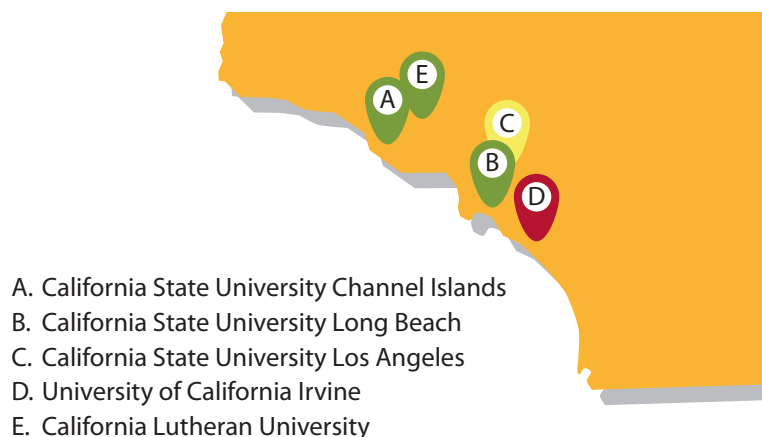 E
A
C
B
D
A. California State University Channel Islands
B. California State University Long Beach
C. California State University Los Angeles
D. University of California Irvine
E. California Lutheran University